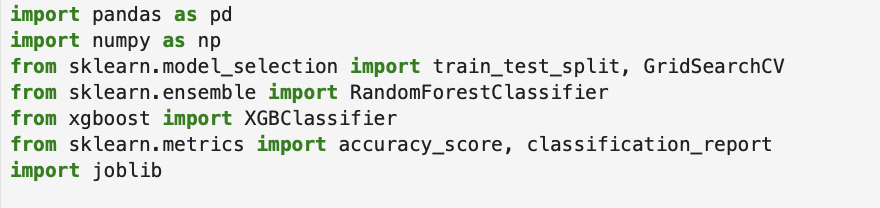 import pandas as pd
import numpy as np
from sklearn.model_selection import train_test_split, GridSearchCV
from sklearn.ensemble import RandomForestClassifier
from xgboost import XGBClassifier
from sklearn.metrics import accuracy_score, classification_report
import joblib